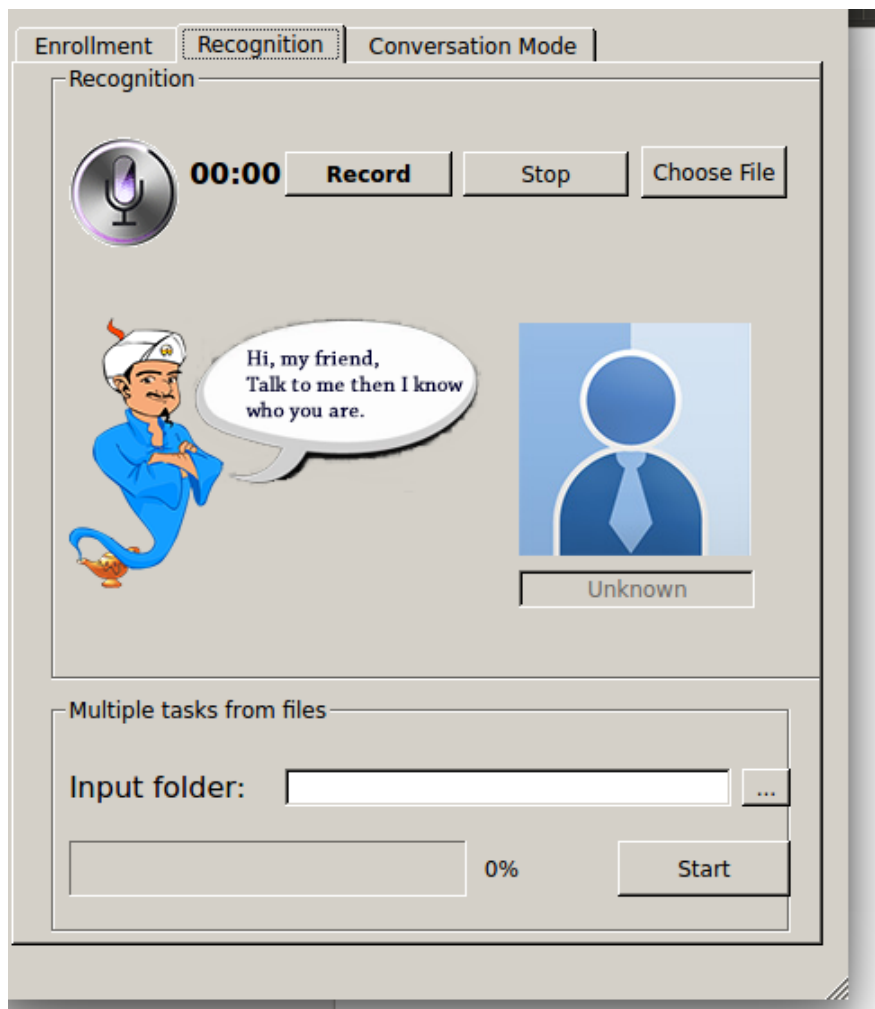 Enrollment Recognition Conversation Mode
Recognition
00:00 Record Stop Choose File
Hi, my friend,
Talk to me then I know
who you are.
Unknown
Multiple tasks from files
Input folder: ...
0% Start